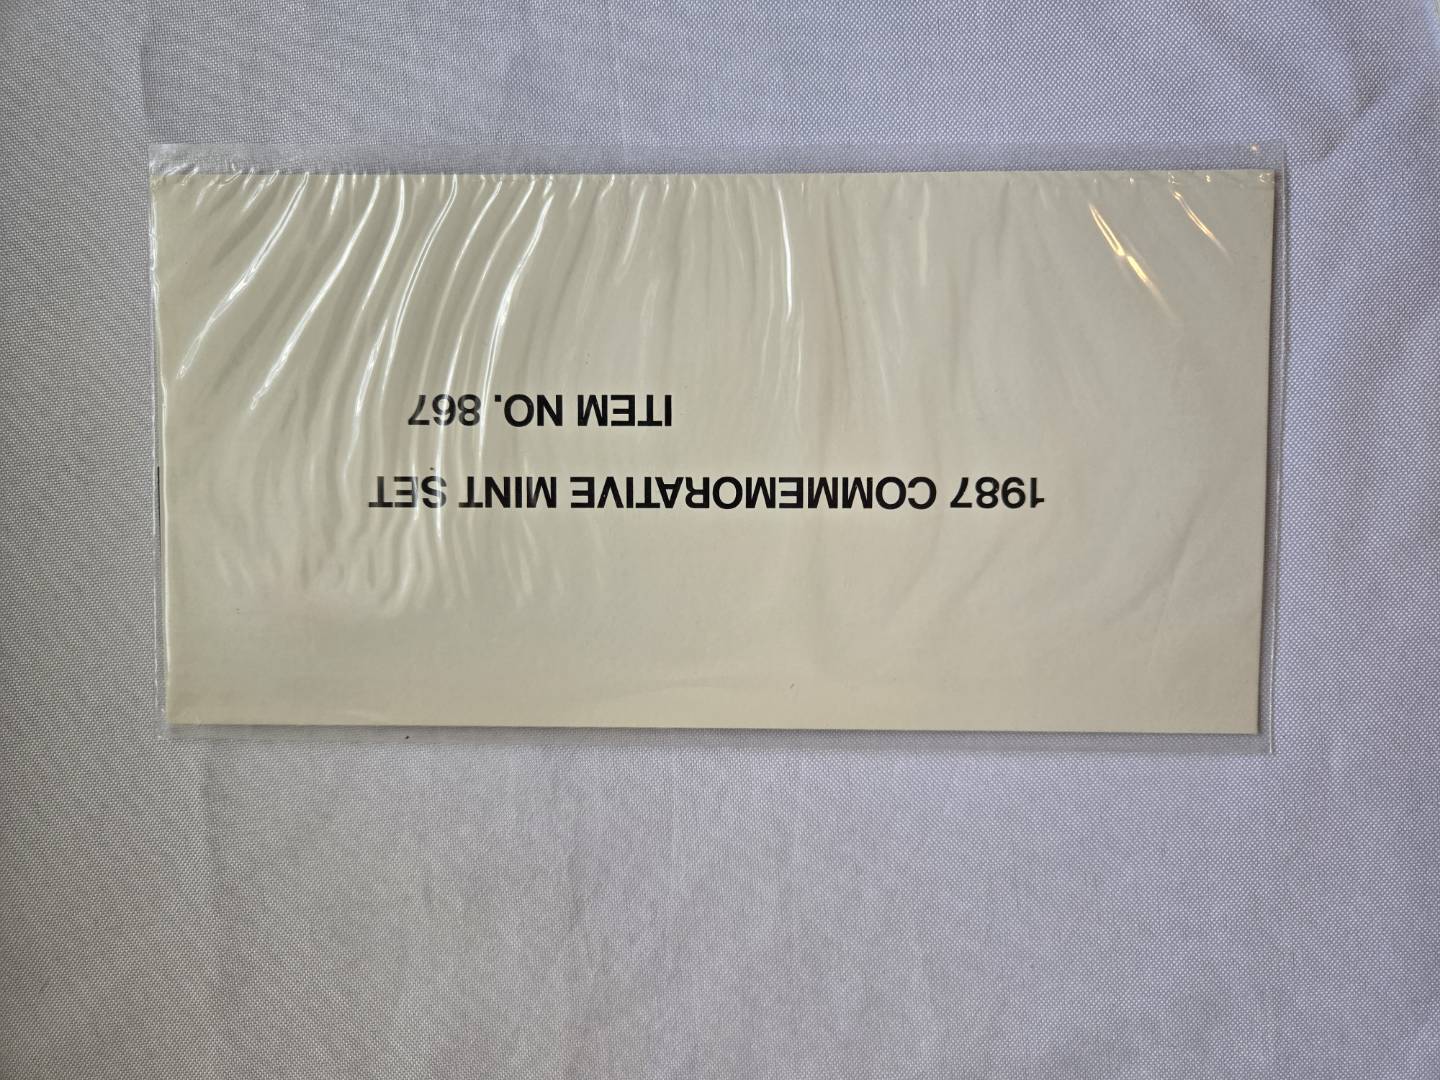 1987 COMMEMORATIVE MINT SET
ITEM NO. 867